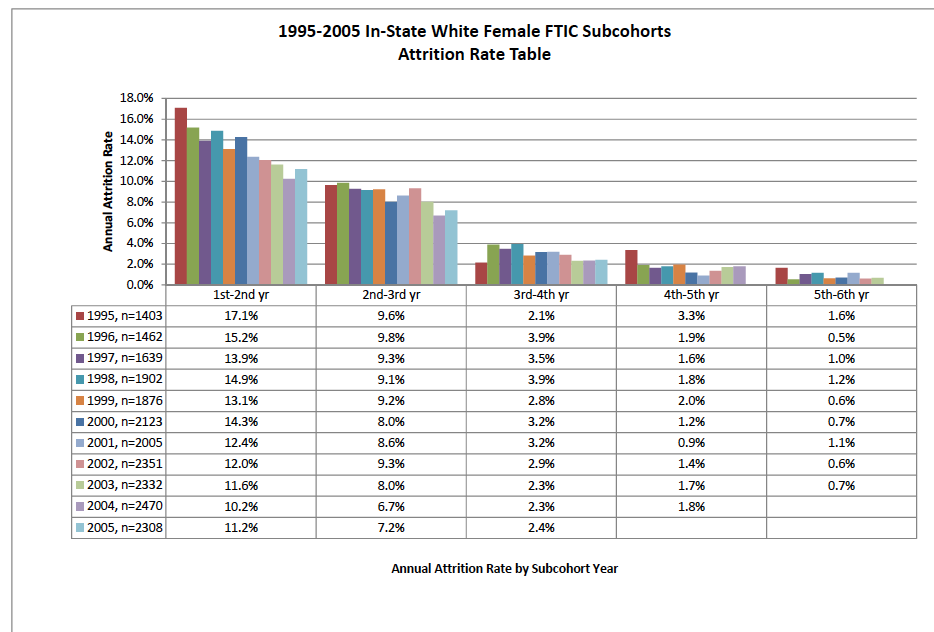 1995-2005 In-State White Female FTIC Subcohorts
Attrition Rate Table
Annual Attrition Rate
18.0%
16.0%
14.0%
12.0%
10.0%
8.0%
6.0%
4.0%
2.0%
0.0%
1st-2nd yr 2nd-3rd yr 3rd-4th yr 4th-5th yr 5th-6th yr
1995, n=1403 17.1% 9.6% 2.1% 3.3% 1.6%
1996, n=1462 15.2% 9.8% 3.9% 1.9% 0.5%
1997, n=1639 13.9% 9.3% 3.5% 1.6% 1.0%
1998, n=1902 14.9% 9.1% 3.9% 1.8% 1.2%
1999, n=1876 13.1% 9.2% 2.8% 2.0% 0.6%
2000, n=2123 14.3% 8.0% 3.2% 1.2% 0.7%
2001, n=2005 12.4% 8.6% 3.2% 0.9% 1.1%
2002, n=2351 12.0% 9.3% 2.9% 1.4% 0.6%
2003, n=2332 11.6% 8.0% 2.3% 1.7% 0.7%
2004, n=2470 10.2% 6.7% 2.3% 1.8%
2005, n=2308 11.2% 7.2% 2.4%
Annual Attrition Rate by Subcohort Year